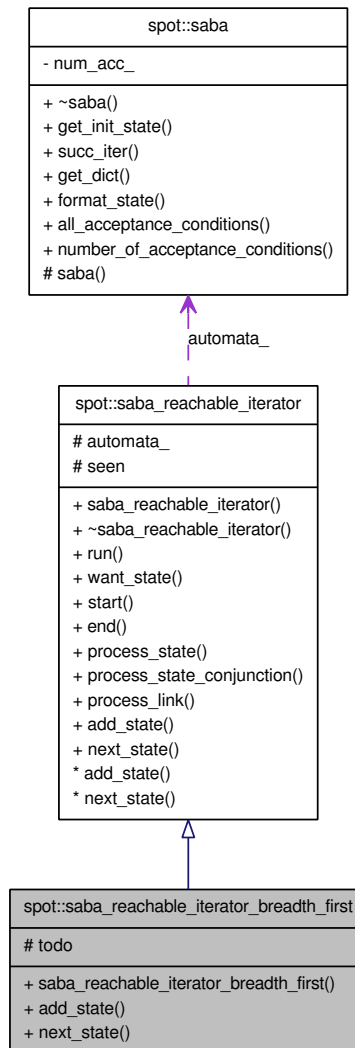 spot::saba
- num_acc_
+ ~saba()
+ get_init_state()
+ succ_iter()
+ get_dict()
+ format_state()
+ all_acceptance_conditions()
+ number_of_acceptance_conditions()
# saba()
automata_
spot::saba_reachable_iterator
# automata_
# seen
+ saba_reachable_iterator()
+ ~saba_reachable_iterator()
+ run()
+ want_state()
+ start()
+ end()
+ process_state()
+ process_state_conjunction()
+ process_link()
+ add_state()
+ next_state()
* add_state()
* next_state()
spot::saba_reachable_iterator_breadth_first
# todo
+ saba_reachable_iterator_breadth_first()
+ add_state()
+ next_state()